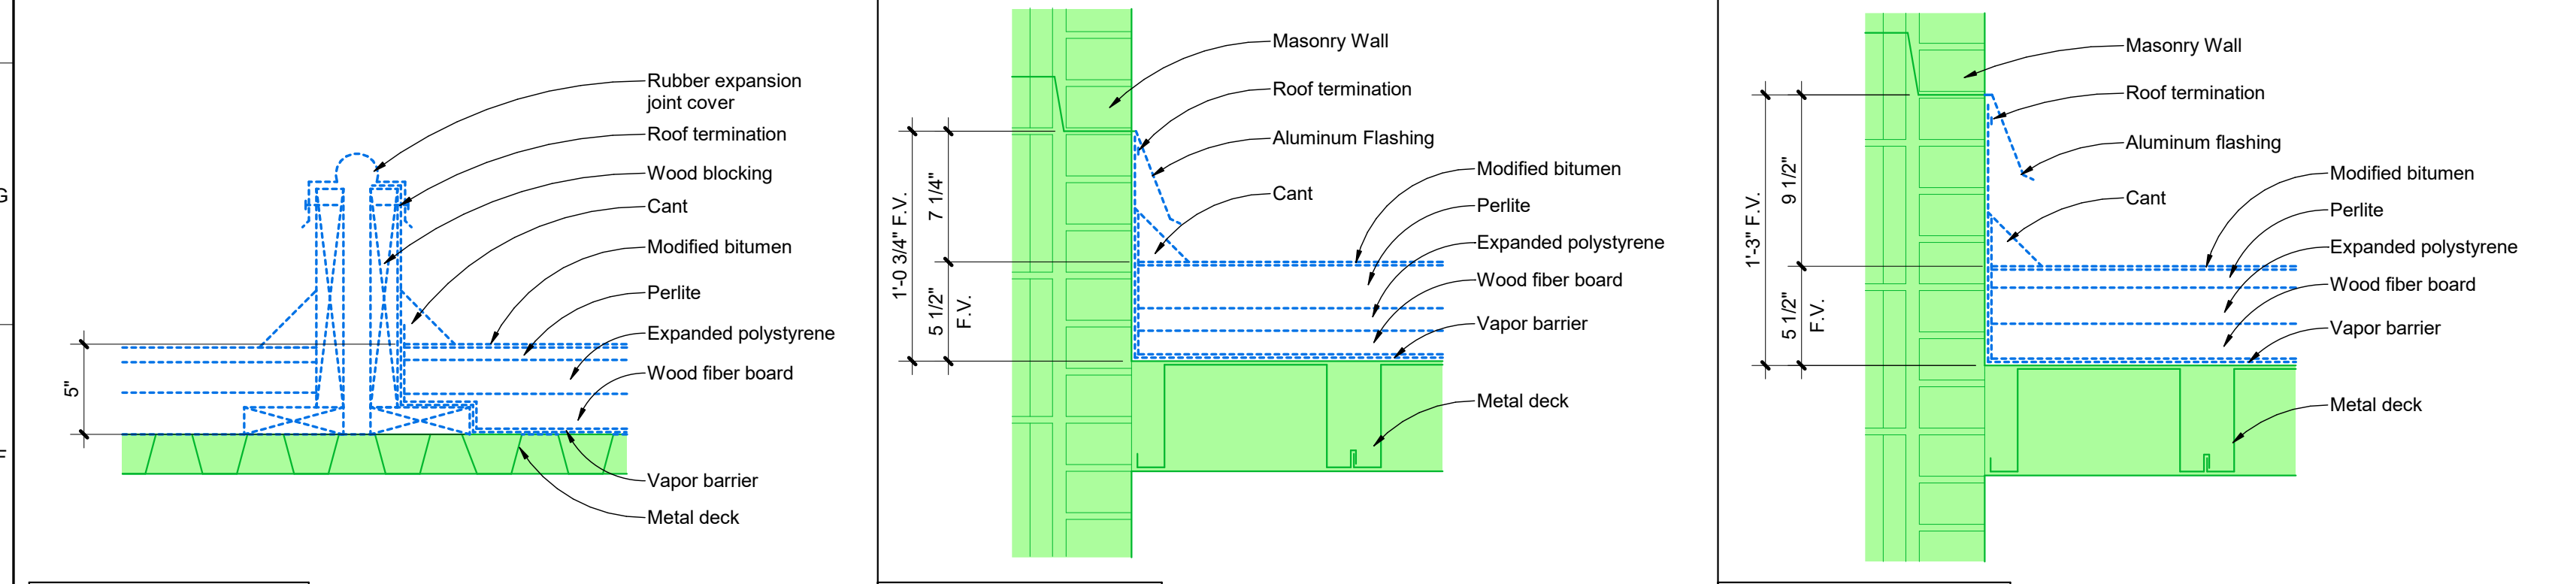 G
F
Rubber expansion
joint cover
Roof termination
Wood blocking
Cant
Modified bitumen
Perlite
Expanded polystyrene
Wood fiber board
Vapor barrier
Metal deck
5"
Masonry Wall
Roof termination
Aluminum Flashing
Cant
Modified bitumen
Perlite
Expanded polystyrene
Wood fiber board
Vapor barrier
Metal deck
1'-0 3/4" F.V.
7 1/4"
5 1/2"
F.V.
Masonry Wall
Roof termination
Aluminum flashing
Cant
Modified bitumen
Perlite
Expanded polystyrene
Wood fiber board
Vapor barrier
Metal deck
1'-3" F.V.
9 1/2"
5 1/2"
F.V.